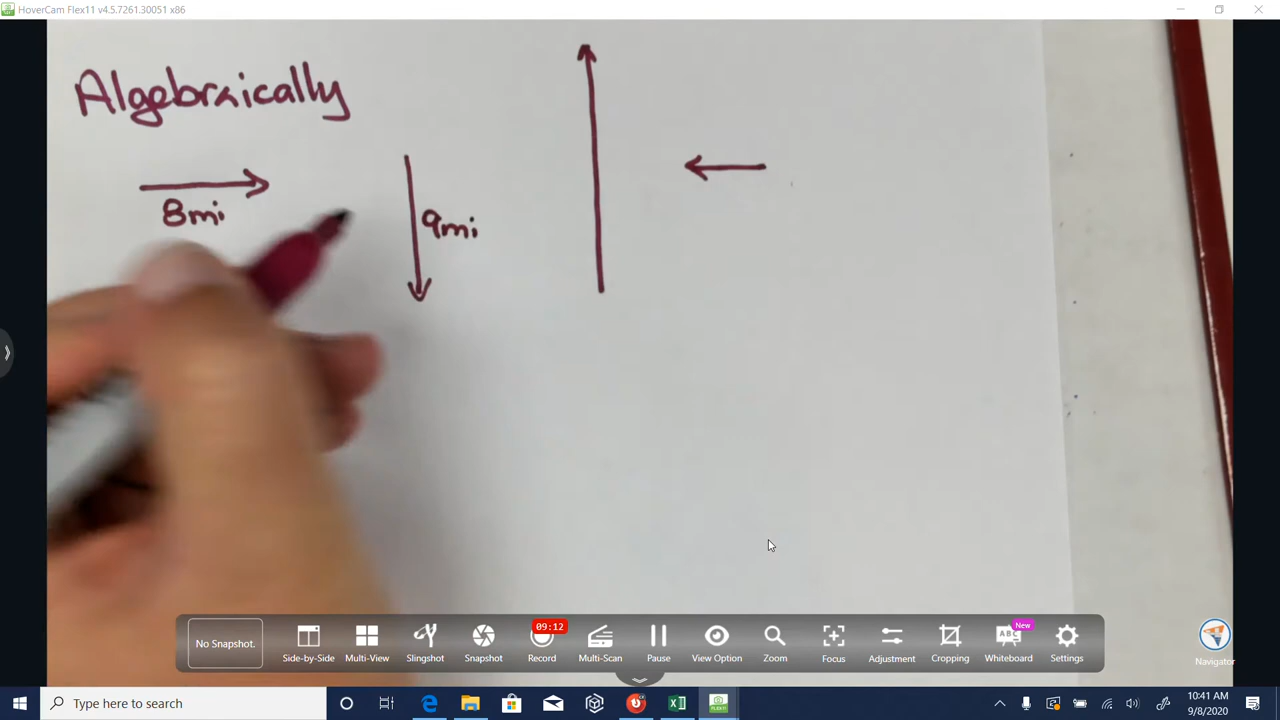 HoverCam Flex11 v4.5.7261.30051 x86
Algebraically
8mi
9mi
No Snapshot.
Side-by-Side
Multi-View
Slingshot
Snapshot
09:12
Record
Multi-Scan
Pause
View Option
Zoom
Focus
Adjustment
Cropping
New
ABC
Whiteboard
Settings
Navigator
Type here to search
FLEX11
10:41 AM
9/8/2020